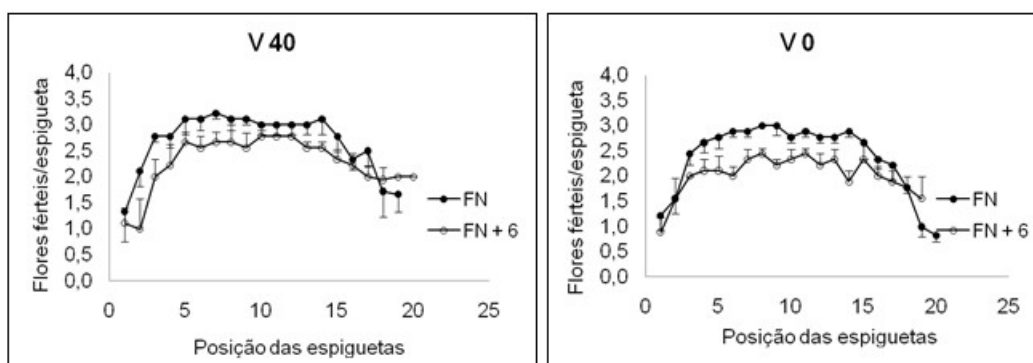 V 40
Flores férteis/espigueta
4,0
3,5
3,0
2,5
2,0
1,5
1,0
0,5
0,0
0 5 10 15 20 25
Posição das espiguetas
FN
FN + 6
V 0
Flores férteis/espigueta
4,0
3,5
3,0
2,5
2,0
1,5
1,0
0,5
0,0
0 5 10 15 20 25
Posição das espiguetas
FN
FN + 6